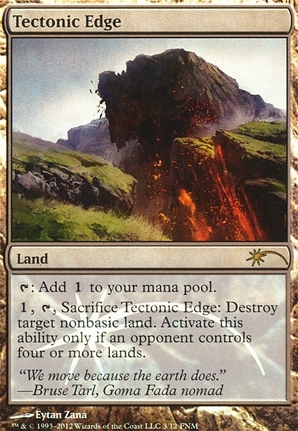 Tectonic Edge
Land
: Add 1 to your mana pool.
1, , Sacrifice Tectonic Edge: Destroy
target nonbasic land. Activate this
ability only if an opponent controls
four or more lands.
“We move because the earth does.”
—Bruse Tarl, Goma Fada nomad
Eytan Zana
™ & © 1993–2012 Wizards of the Coast LLC 3/12 FNM